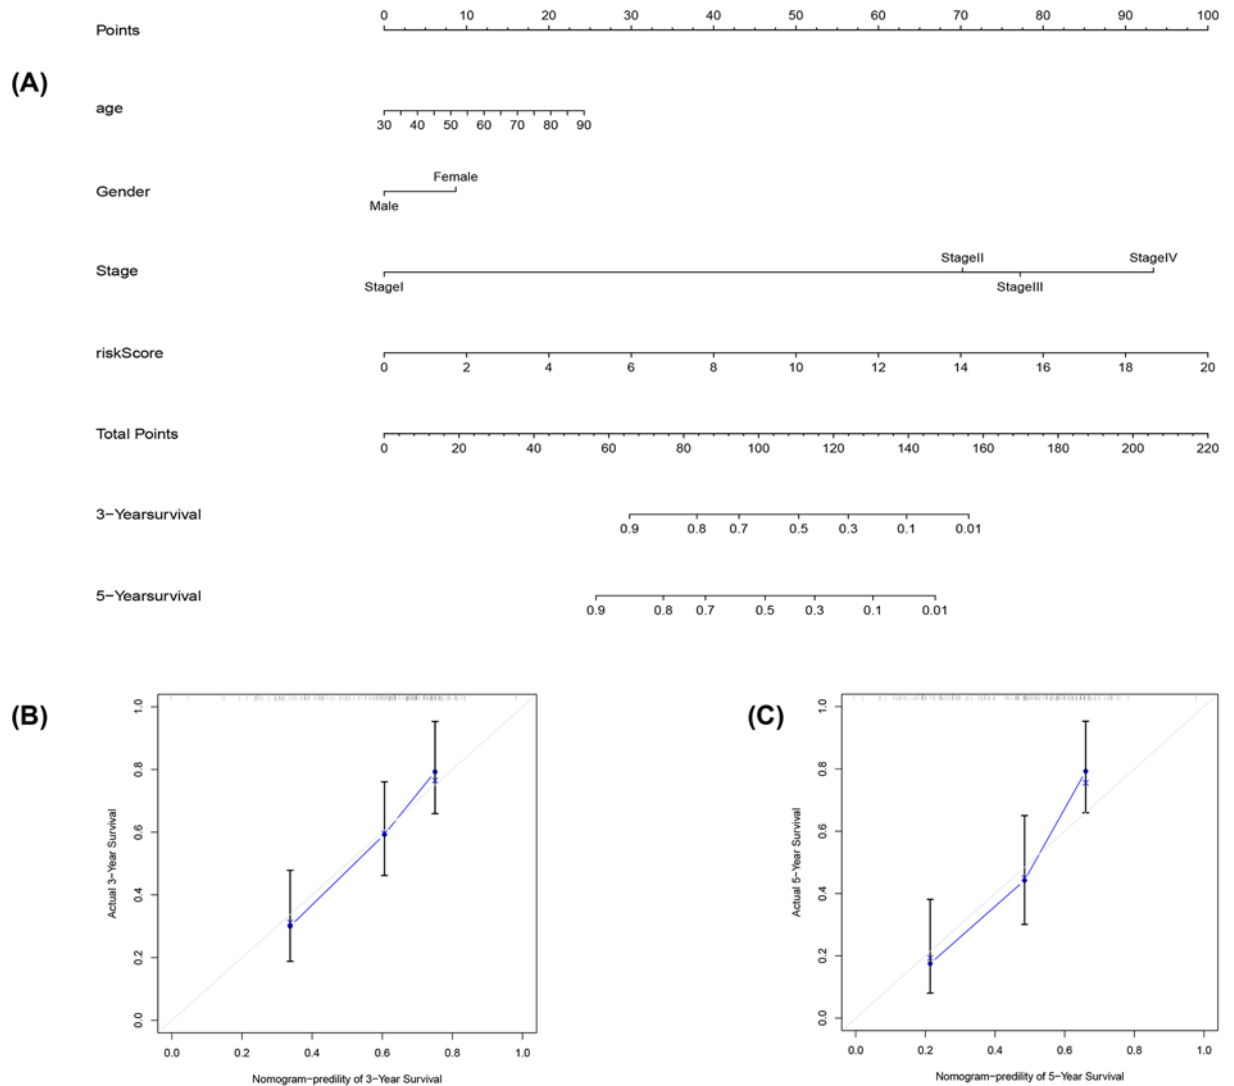 0 10 20 30 40 50 60 70 80 90 100
Points
(A)
age
30 40 50 60 70 80 90
Female
Gender
Male
StageII StageIV
Stage
StageI StageIII
riskScore
0 2 4 6 8 10 12 14 16 18 20
Total Points
0 20 40 60 80 100 120 140 160 180 200 220
3−Yearsurvival
0.9 0.8 0.7 0.5 0.3 0.1 0.01
5−Yearsurvival
0.9 0.8 0.7 0.5 0.3 0.1 0.01
(B)
Actual 3−Year Survival
1.0
0.8
0.6
0.4
0.2
0.0
0.0 0.2 0.4 0.6 0.8 1.0
Nomogram−predility of 3−Year Survival
(C)
Actual 5−Year Survival
1.0
0.8
0.6
0.4
0.2
0.0
0.0 0.2 0.4 0.6 0.8 1.0
Nomogram−predility of 5−Year Survival